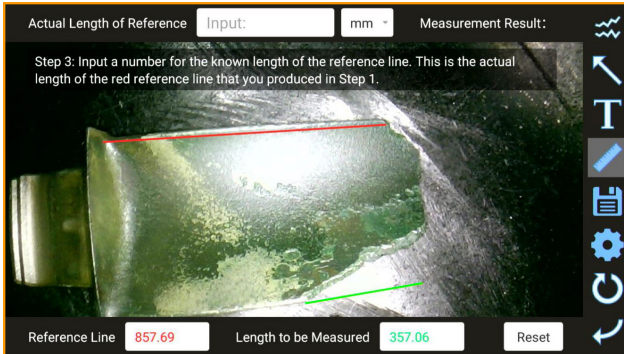 Actual Length of Reference Input: mm Measurement Result:
Step 3: Input a number for the known length of the reference line. This is the actual
length of the red reference line that you produced in Step 1.
T
Reference Line 857.69 Length to be Measured 357.06 Reset